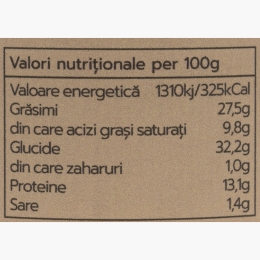 Valori nutriționale per 100g
Valoare energetică 1310kj/325kCal
Grăsimi 27,5g
din care acizi grași saturați 9,8g
Glucide 32,2g
din care zaharuri 1,0g
Proteine 13,1g
Sare 1,4g